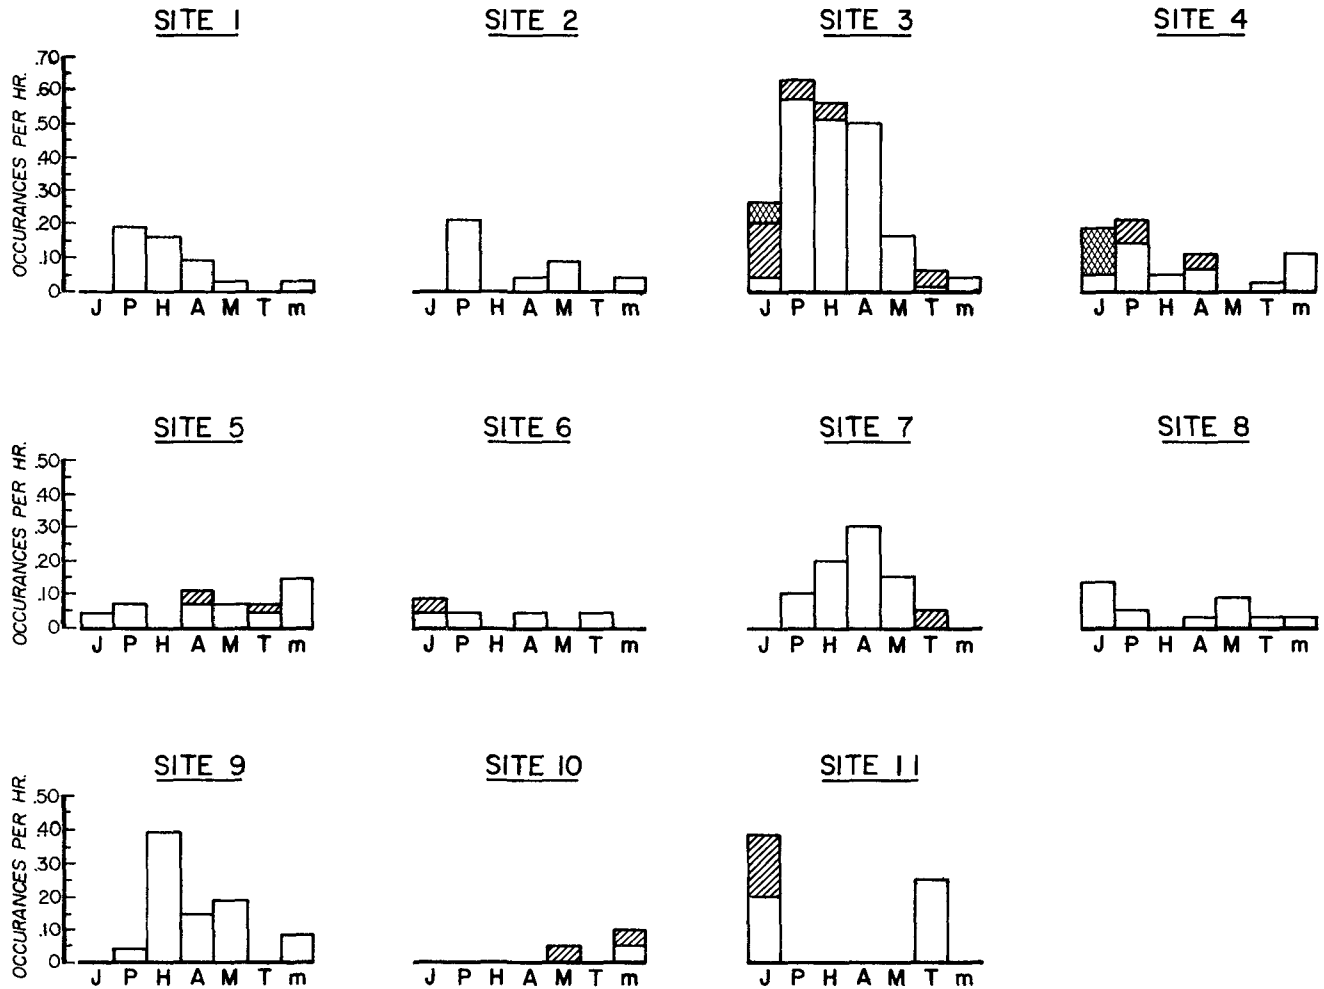 SITE 1 SITE 2 SITE 3 SITE 4
OCCURANCES PER HR.
.70
.60
.50
.40
.30
.20
.10
0
J P H A M T m J P H A M T m J P H A M T m J P H A M T m
SITE 5 SITE 6 SITE 7 SITE 8
OCCURANCES PER HR.
.50
.40
.30
.20
.10
0
J P H A M T m J P H A M T m J P H A M T m J P H A M T m
SITE 9 SITE 10 SITE 11
OCCURANCES PER HR.
.50
.40
.30
.20
.10
0
J P H A M T m J P H A M T m J P H A M T m